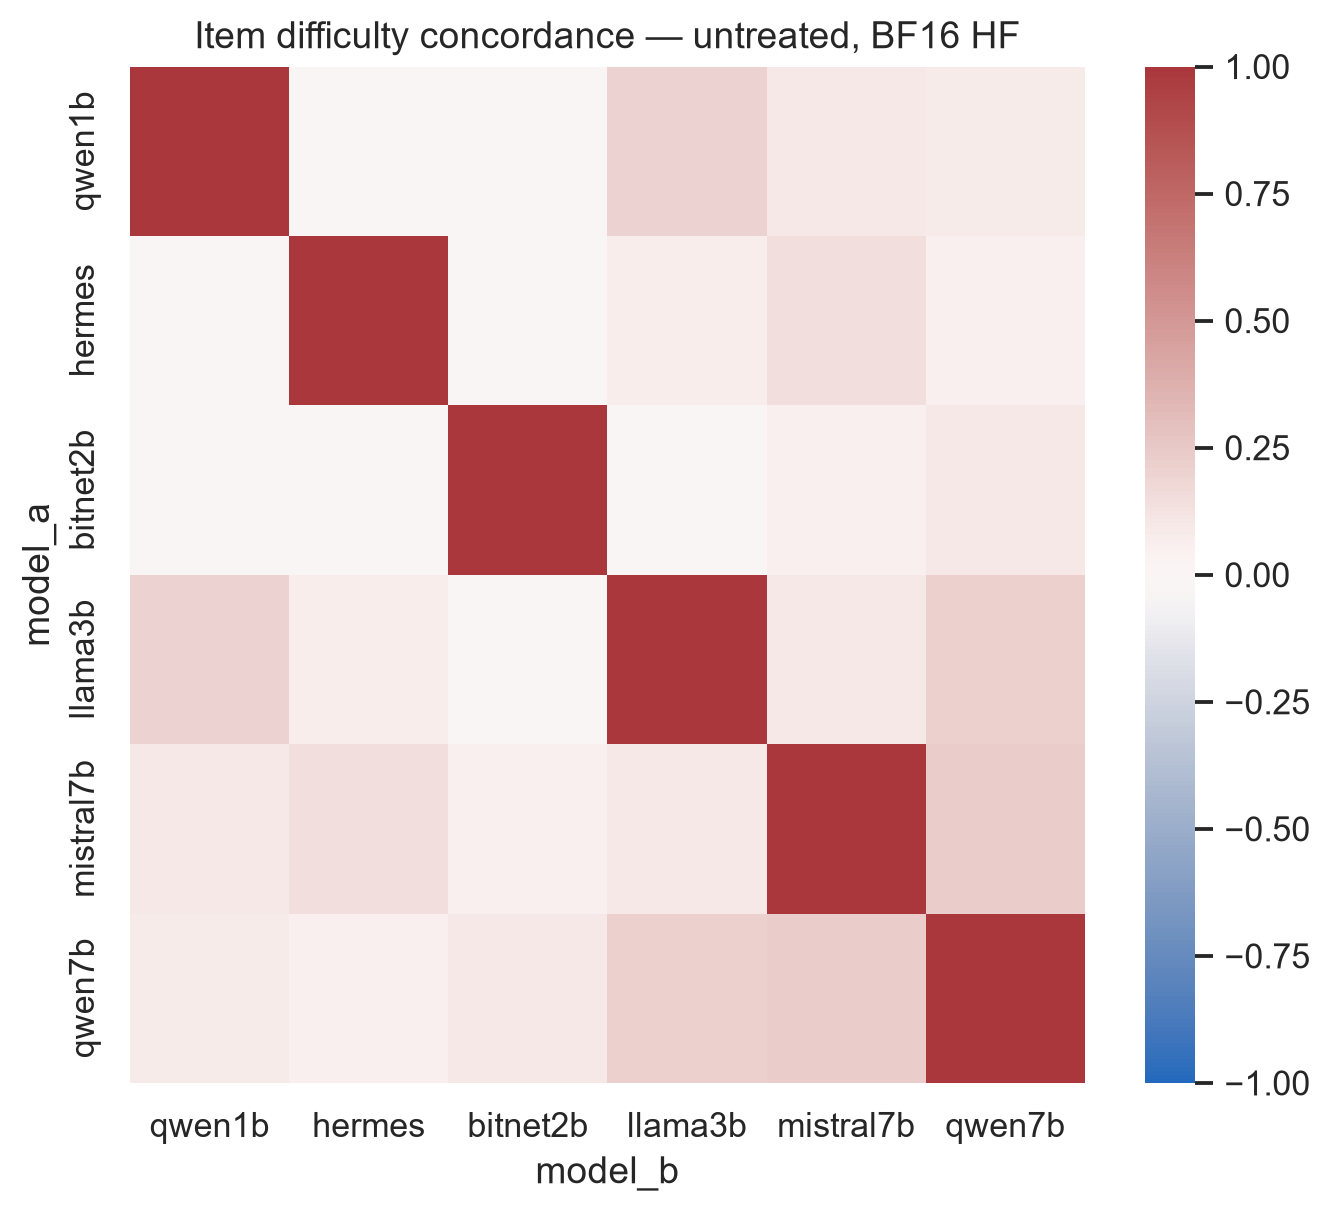 Item difficulty concordance — untreated, BF16 HF
model_a
qwen1b
hermes
bitnet2b
llama3b
mistral7b
qwen7b
qwen1b hermes bitnet2b llama3b mistral7b qwen7b
model_b
1.00
0.75
0.50
0.25
0.00
−0.25
−0.50
−0.75
−1.00